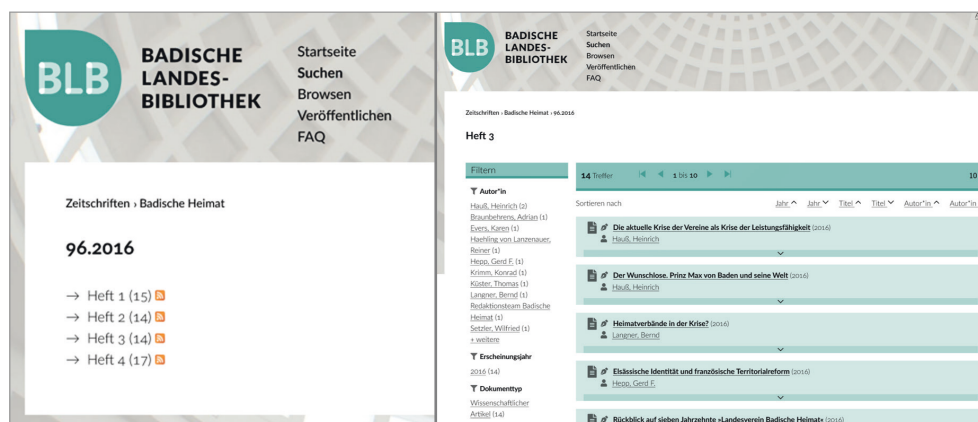 BLB
BADISCHE
LANDES-
BIBLIOTHEK
Startseite
Suchen
Browsen
Veröffentlichen
FAQ
Zeitschriften › Badische Heimat
96.2016
→ Heft 1 (15)
→ Heft 2 (14)
→ Heft 3 (14)
→ Heft 4 (17)
BLB
BADISCHE
LANDES-
BIBLIOTHEK
Startseite
Suchen
Browsen
Veröffentlichen
FAQ
Zeitschriften › Badische Heimat › 96.2016
Heft 3
Filtern
Autor*in
Hauß, Heinrich (2)
Braunbehrens, Adrian (1)
Evers, Karen (1)
Haehling von Lanzenauer,
Reiner (1)
Hepp, Gerd F. (1)
Krimm, Konrad (1)
Küster, Thomas (1)
Langner, Bernd (1)
Redaktionsteam Badische
Heimat (1)
Setzler, Wilfried (1)
+ weitere
Erscheinungsjahr
2016 (14)
Dokumenttyp
Wissenschaftlicher
Artikel (14)
14 Treffer 1 bis 10 10
Sortieren nach Jahr Jahr Titel Titel Autor*in Autor*in
Die aktuelle Krise der Vereine als Krise der Leistungsfähigkeit (2016)
Hauß, Heinrich
Der Wunschlose. Prinz Max von Baden und seine Welt (2016)
Hauß, Heinrich
Heimatverbände in der Krise? (2016)
Langner, Bernd
Elsässische Identität und französische Territorialreform (2016)
Hepp, Gerd F.
Rückblick auf sieben Jahrzehnte »Landesverein Badische Heimat« (2016)